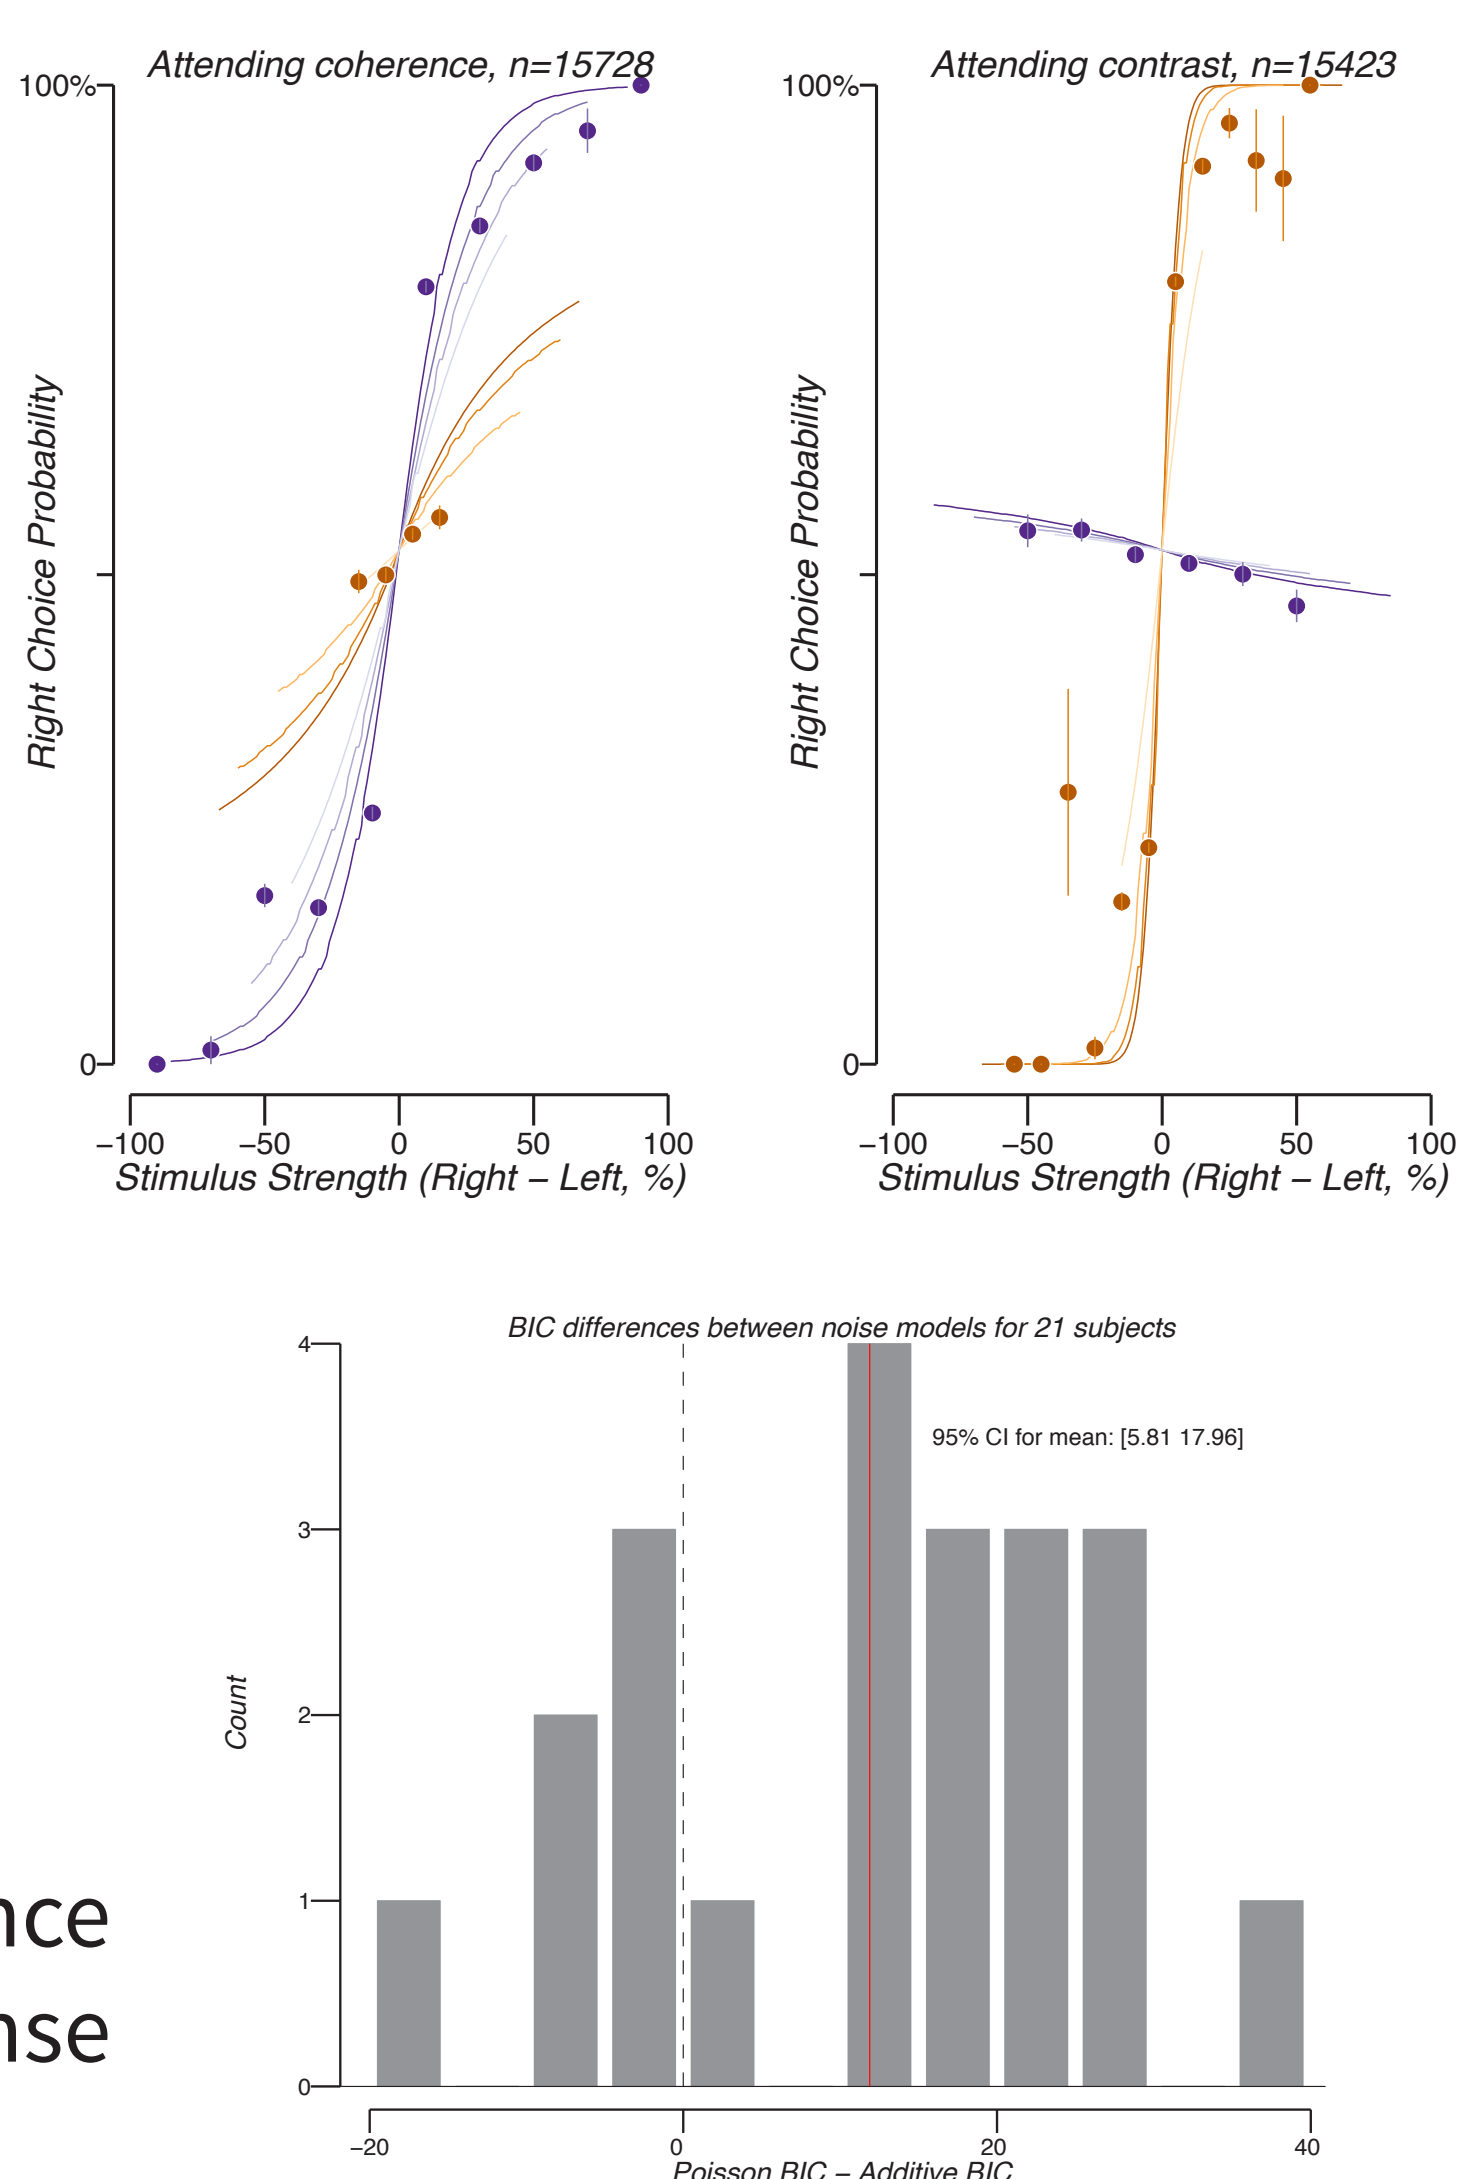 Attending coherence, n=15728
100%
0
Right Choice Probability
−100 −50 0 50 100
Stimulus Strength (Right − Left, %)
Attending contrast, n=15423
100%
0
Right Choice Probability
−100 −50 0 50 100
Stimulus Strength (Right − Left, %)
BIC differences between noise models for 21 subjects
95% CI for mean: [5.81 17.96]
4
3
2
1
0
Count
−20 0 20 40
Poisson BIC − Additive BIC
nce
nse